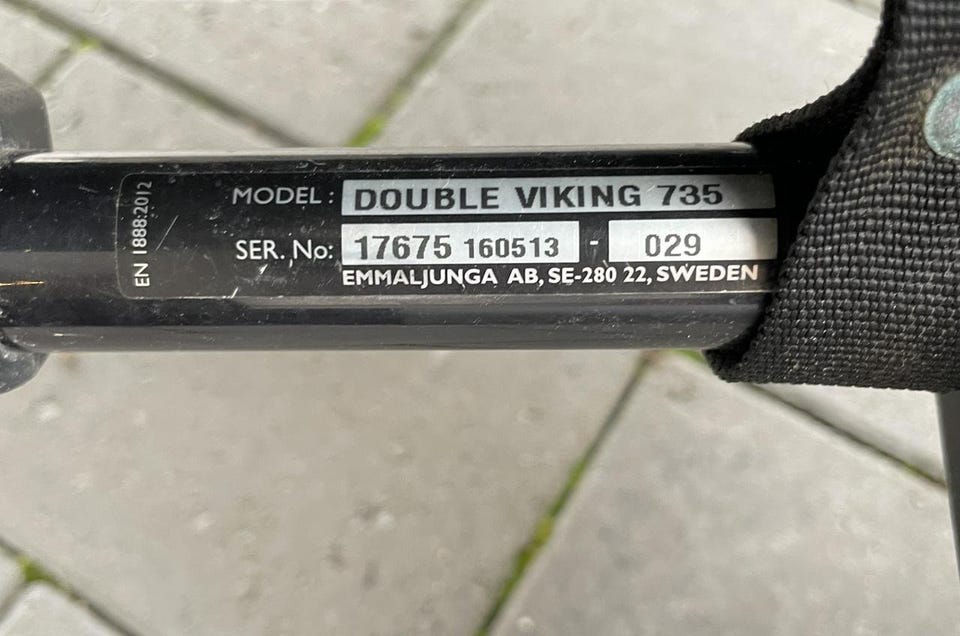 EN 1888:2012
MODEL: DOUBLE VIKING 735
SER. No: 17675 160513 - 029
EMMALJUNGA AB, SE-280 22, SWEDEN